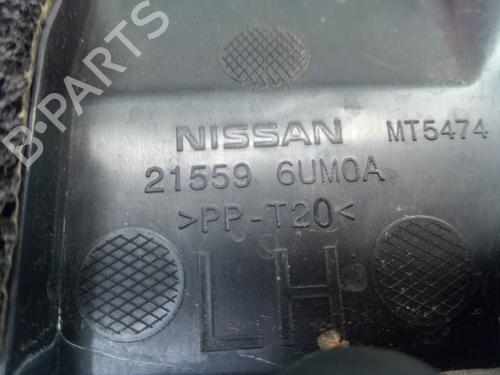 B-Parts
NISSAN MT5474
21559 6UM0A
>PP-T20<
LH